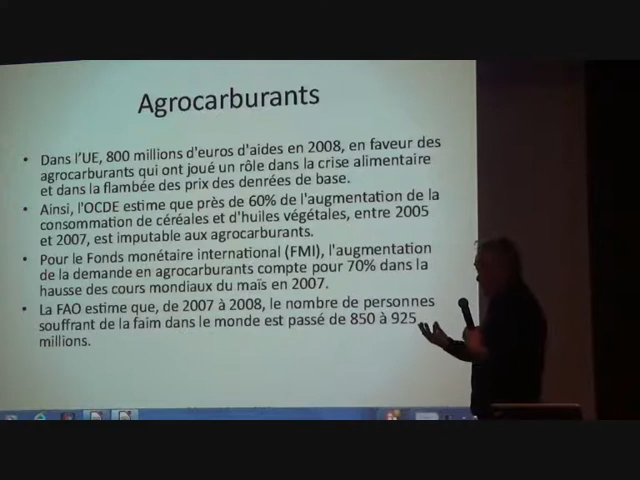 Agrocarburants
• Dans l'UE, 800 millions d'euros d'aides en 2008, en faveur des
agrocarburants qui ont joué un rôle dans la crise alimentaire
et dans la flambée des prix des denrées de base.
• Ainsi, l'OCDE estime que près de 60% de l'augmentation de la
consommation de céréales et d'huiles végétales, entre 2005
et 2007, est imputable aux agrocarburants.
• Pour le Fonds monétaire international (FMI), l'augmentation
de la demande en agrocarburants compte pour 70% dans la
hausse des cours mondiaux du maïs en 2007.
• La FAO estime que, de 2007 à 2008, le nombre de personnes
souffrant de la faim dans le monde est passé de 850 à 925
millions.